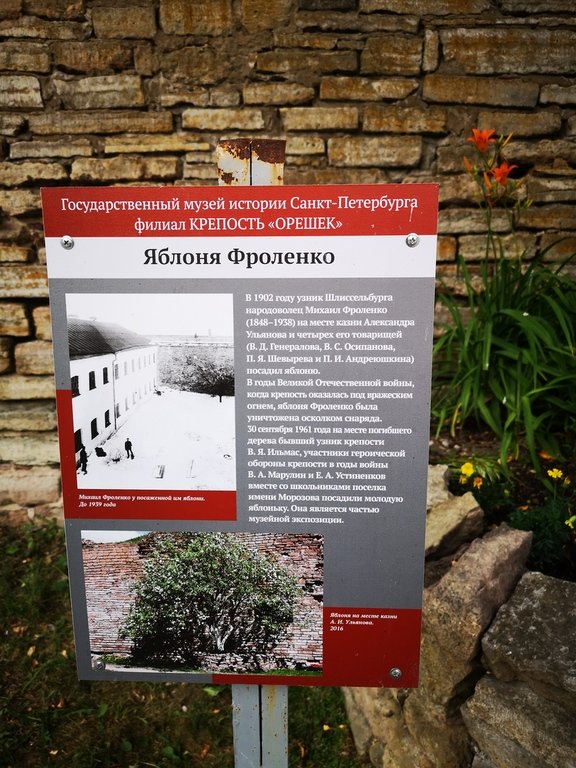 Государственный музей истории Санкт-Петербурга
филиал КРЕПОСТЬ «ОРЕШЕК»
Яблоня Фроленко
В 1902 году узник Шлиссельбурга
народоволец Михаил Фроленко
(1848–1938) на месте казни Александра
Ульянова и четырех его товарищей
(В. Д. Генералова, В. С. Осипанова,
П. Я. Шевырева и П. И. Андреюшкина)
посадил яблоню.
В годы Великой Отечественной войны,
когда крепость оказалась под вражеским
огнем, яблоня Фроленко была
уничтожена осколком снаряда.
30 сентября 1961 года на месте погибшего
дерева бывший узник крепости
В. Я. Ильмас, участники героической
обороны крепости в годы войны
В. А. Марулин и Е. А. Устиненков
вместе со школьниками поселка
имени Морозова посадили молодую
яблоньку. Она является частью
музейной экспозиции.
Михаил Фроленко у посаженной им яблони.
До 1939 года
Яблоня на месте казни
А. И. Ульянова.
2016